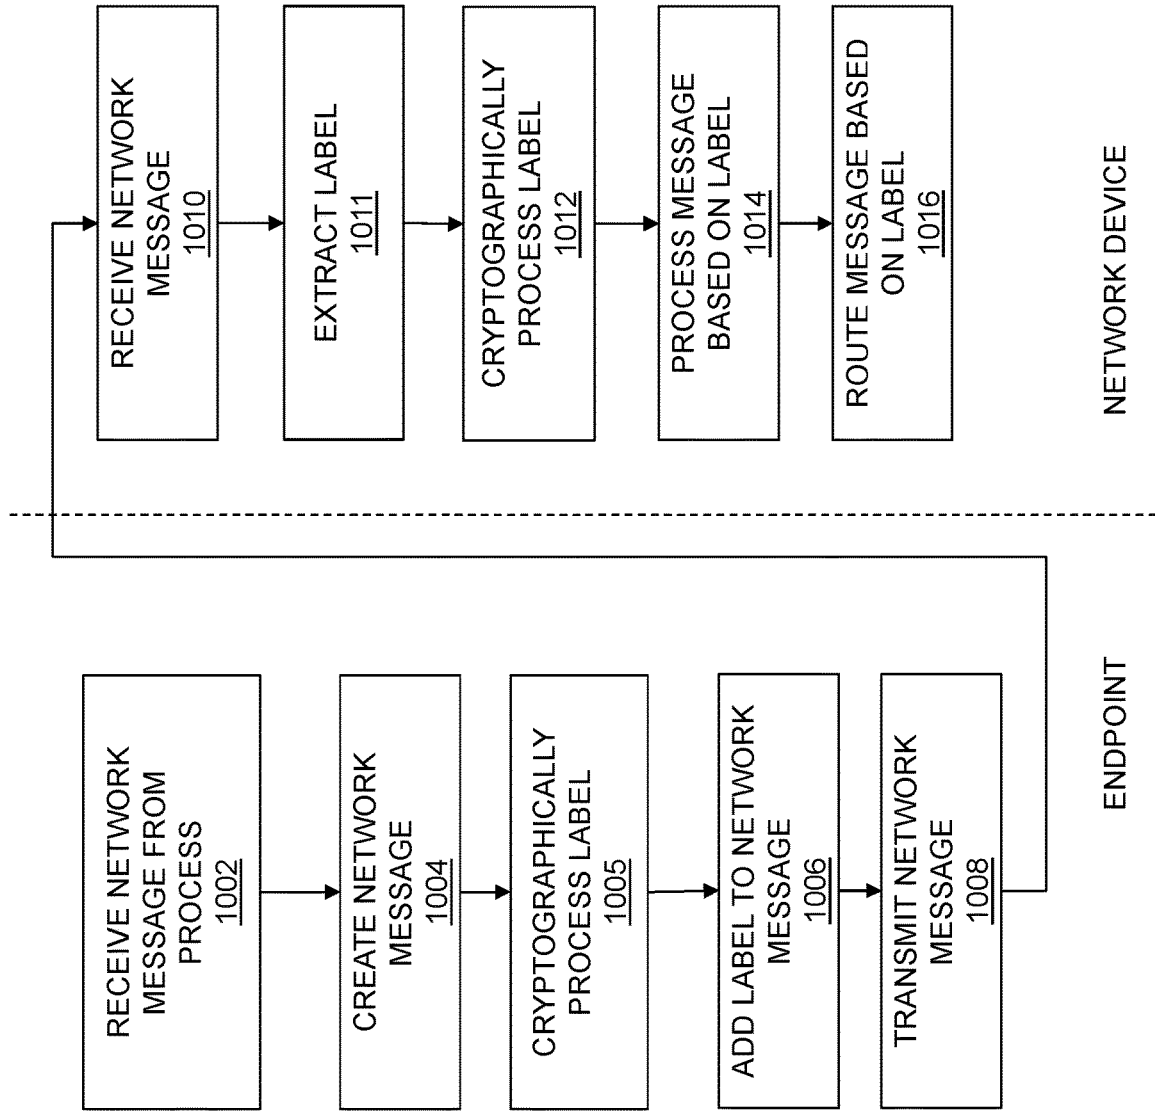 RECEIVE NETWORK
MESSAGE FROM
PROCESS
1002
CREATE NETWORK
MESSAGE
1004
CRYPTOGRAPHICALLY
PROCESS LABEL
1005
ADD LABEL TO NETWORK
MESSAGE
1006
TRANSMIT NETWORK
MESSAGE
1008
ENDPOINT
RECEIVE NETWORK
MESSAGE
1010
EXTRACT LABEL
1011
CRYPTOGRAPHICALLY
PROCESS LABEL
1012
PROCESS MESSAGE
BASED ON LABEL
1014
ROUTE MESSAGE BASED
ON LABEL
1016
NETWORK DEVICE